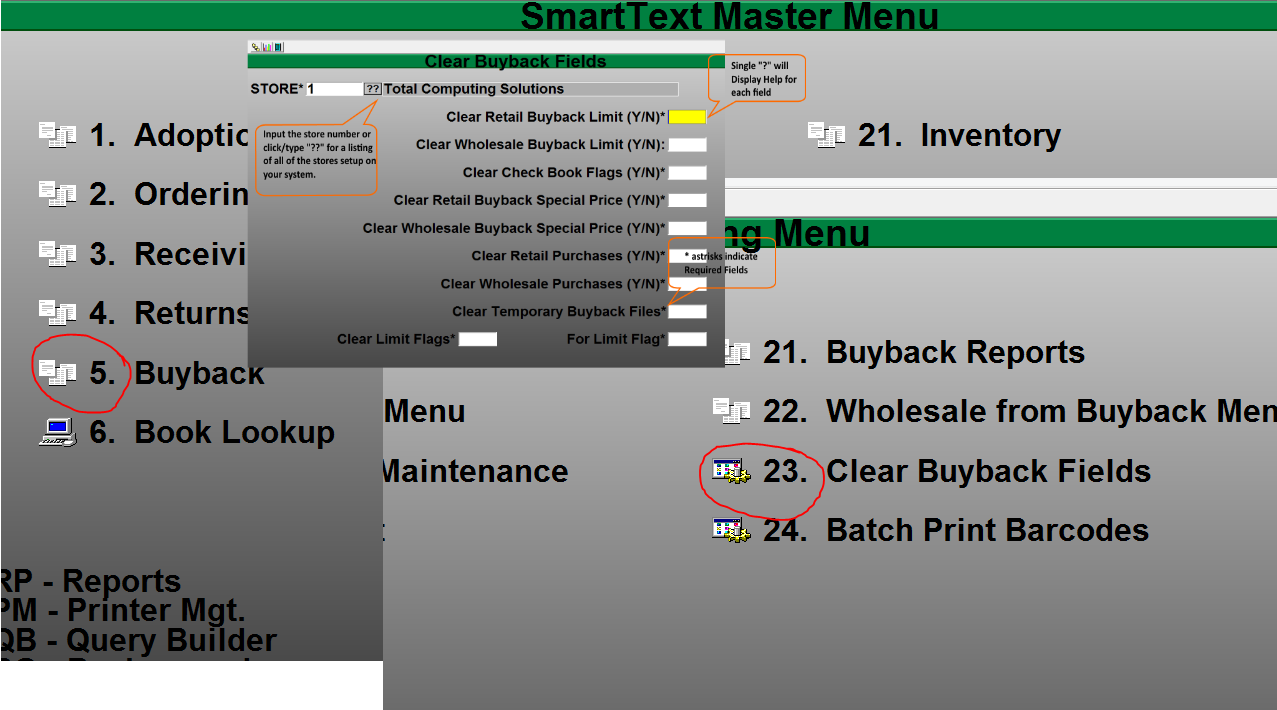 SmartText Master Menu
Clear Buyback Fields
STORE* 1 ?? Total Computing Solutions
Single "?" will
Display Help for
each field
Input the store number or
click/type "??" for a listing
of all of the stores setup on
your system.
Clear Retail Buyback Limit (Y/N)*
Clear Wholesale Buyback Limit (Y/N):
Clear Check Book Flags (Y/N)*
Clear Retail Buyback Special Price (Y/N)*
Clear Wholesale Buyback Special Price (Y/N)*
Clear Retail Purchases (Y/N)*
Clear Wholesale Purchases (Y/N)*
Clear Temporary Buyback Files*
Clear Limit Flags*
For Limit Flag*
* astrisks indicate
Required Fields
1. Adoptio
2. Orderin
3. Receivi
4. Returns
5. Buyback
6. Book Lookup
21. Inventory
RP - Reports
PM - Printer Mgt.
QB - Query Builder
ng Menu
Menu
Maintenance
21. Buyback Reports
22. Wholesale from Buyback Men
23. Clear Buyback Fields
24. Batch Print Barcodes